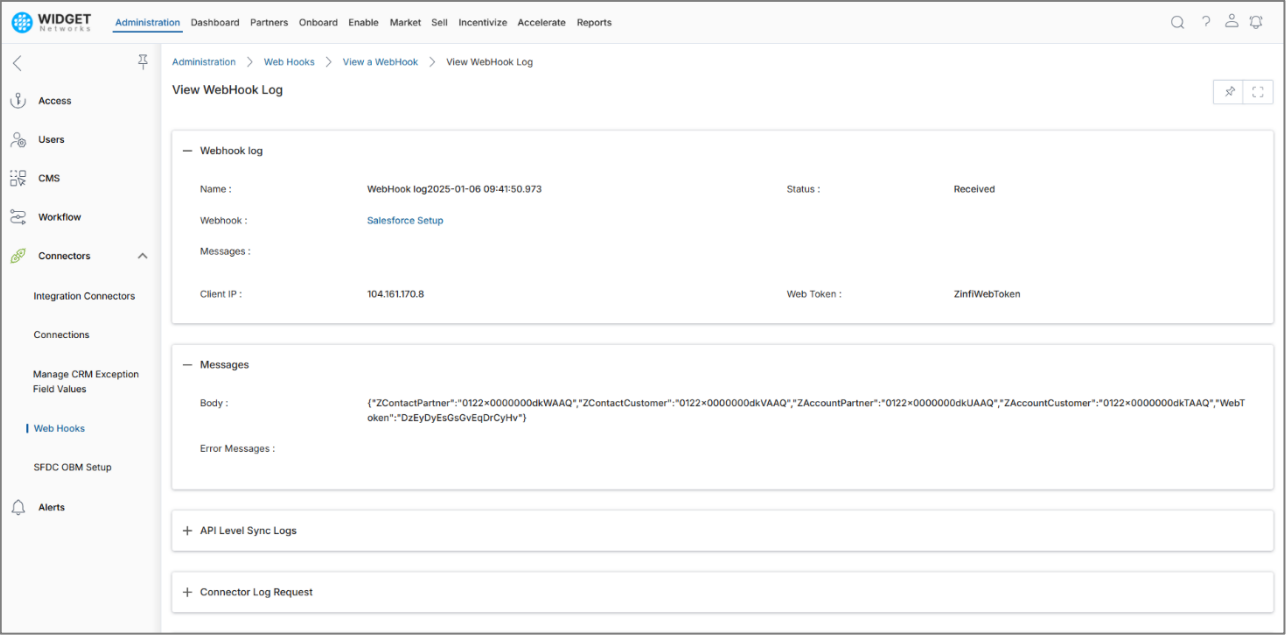 WIDGET
Networks
Administration Dashboard Partners Onboard Enable Market Sell Incentivize Accelerate Reports
Administration > Web Hooks > View a WebHook > View WebHook Log
View WebHook Log
Access
Users
CMS
Workflow
Connectors
Integration Connectors
Connections
Manage CRM Exception
Field Values
Web Hooks
SFDC OBM Setup
Alerts
Webhook log
Name : WebHook log2025-01-06 09:41:50.973 Status : Received
Webhook : Salesforce Setup
Messages :
Client IP : 104.161.170.8 Web Token : ZinfiWebToken
Messages
Body : {"ZContactPartner":"0122×0000000dkWAAQ","ZContactCustomer":"0122×0000000dkVAAQ","ZAccountPartner":"0122×0000000dkUAAQ","ZAccountCustomer":"0122×0000000dkTAAQ","WebT
oken":"DzEyDyEsGsGvEqDrCyHv"}
Error Messages :
API Level Sync Logs
Connector Log Request